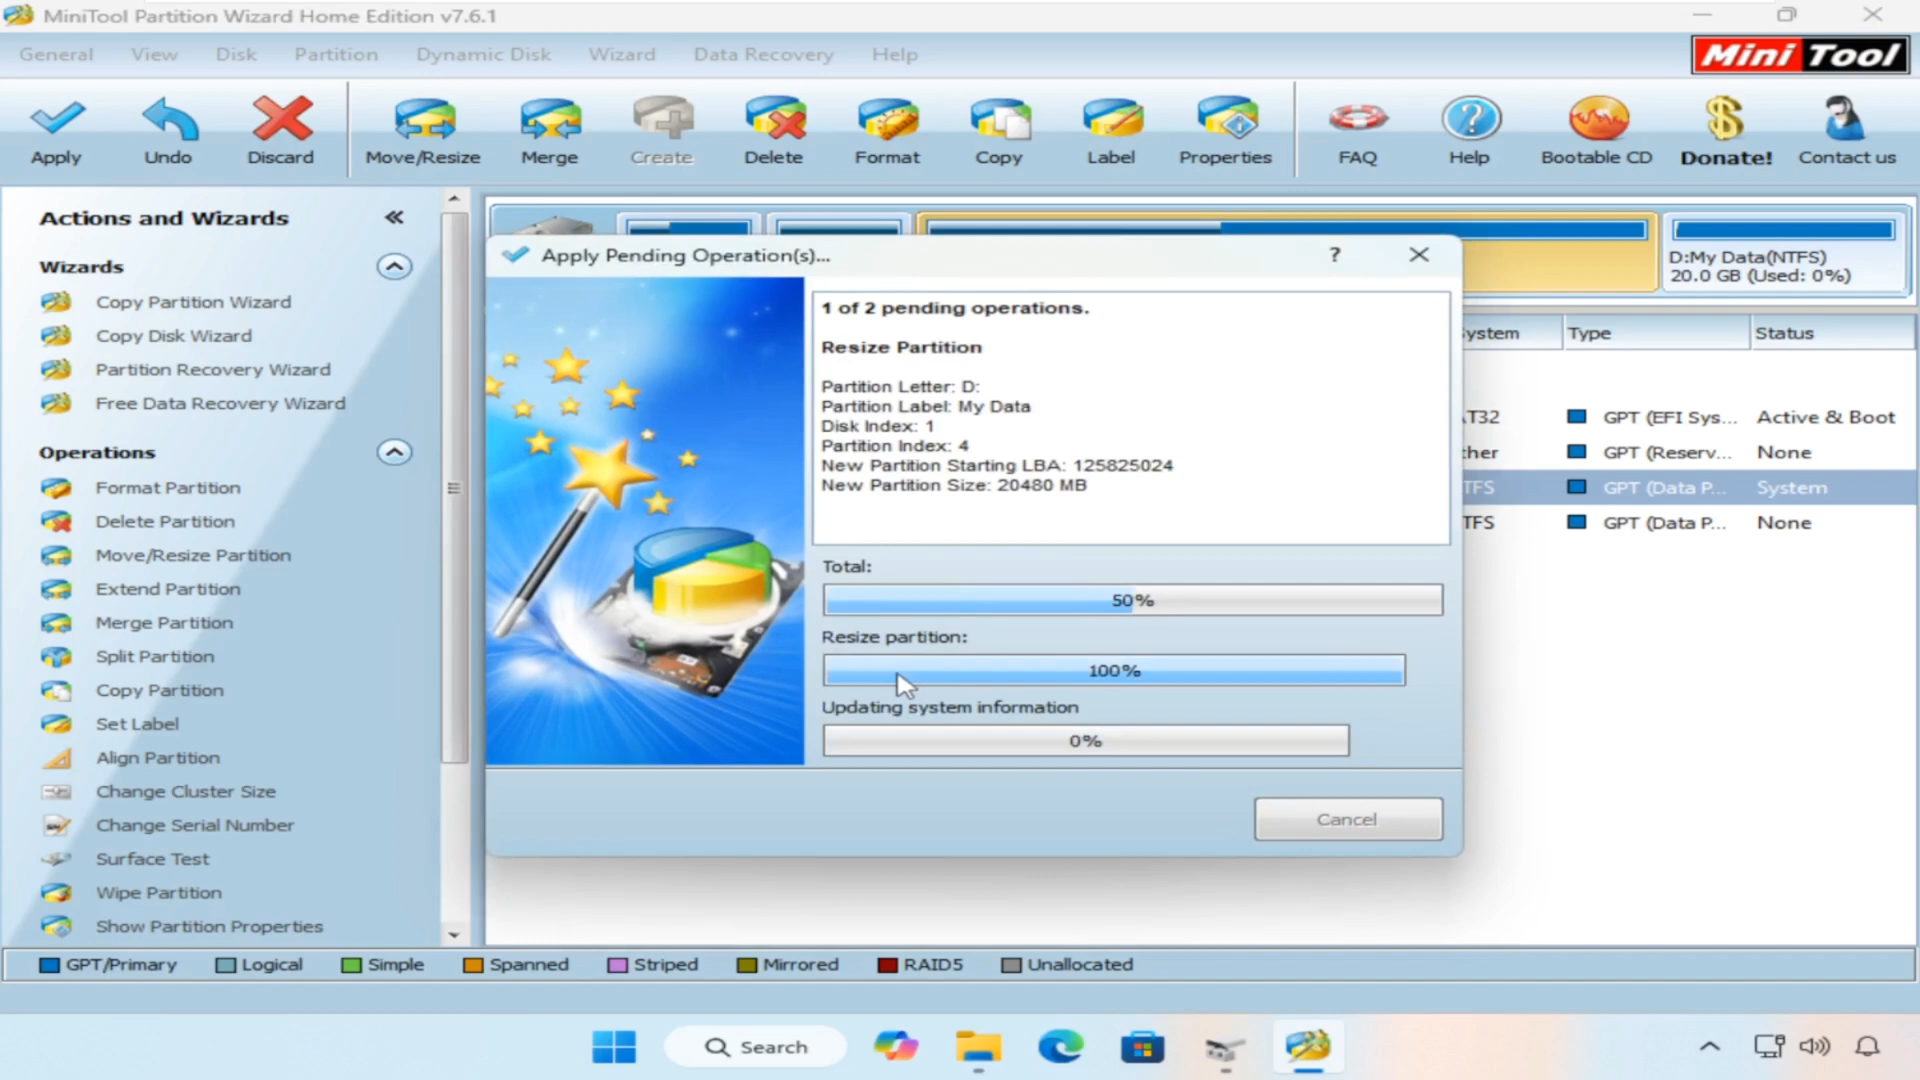 MiniTool Partition Wizard Home Edition v7.6.1
General View Disk Partition Dynamic Disk Wizard Data Recovery Help
Mini Tool
Apply Undo Discard Move/Resize Merge Create Delete Format Copy Label Properties FAQ Help Bootable CD Donate! Contact us
Actions and Wizards
Wizards
Copy Partition Wizard
Copy Disk Wizard
Partition Recovery Wizard
Free Data Recovery Wizard
Operations
Format Partition
Delete Partition
Move/Resize Partition
Extend Partition
Merge Partition
Split Partition
Copy Partition
Set Label
Align Partition
Change Cluster Size
Change Serial Number
Surface Test
Wipe Partition
Show Partition Properties
D:My Data(NTFS)
20.0 GB (Used: 0%)
Apply Pending Operation(s)...
1 of 2 pending operations.
Resize Partition
Partition Letter: D:
Partition Label: My Data
Disk Index: 1
Partition Index: 4
New Partition Starting LBA: 125825024
New Partition Size: 20480 MB
Total:
50%
Resize partition:
100%
Updating system information
0%
Cancel
Type Status
GPT (EFI Sys... Active & Boot
GPT (Reserv... None
GPT (Data P... System
GPT (Data P... None
GPT/Primary Logical Simple Spanned Striped Mirrored RAID5 Unallocated
Search